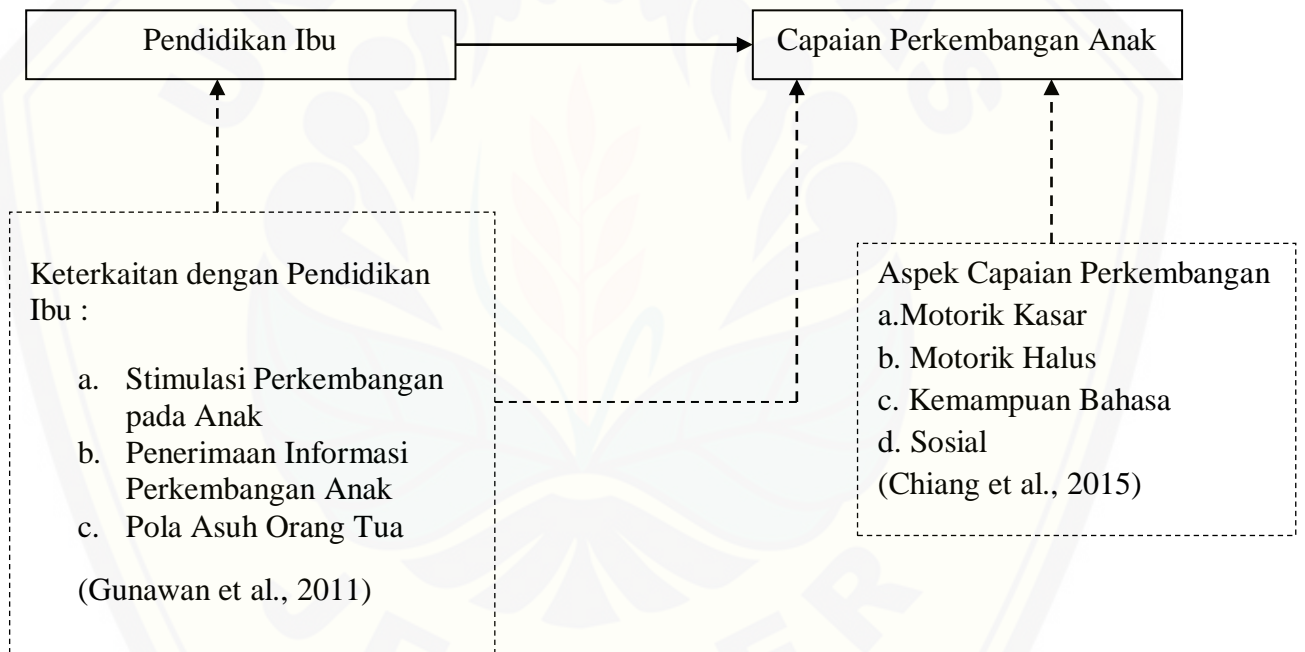 Pendidikan Ibu
Capaian Perkembangan Anak
Keterkaitan dengan Pendidikan
Ibu :
a. Stimulasi Perkembangan
pada Anak
b. Penerimaan Informasi
Perkembangan Anak
c. Pola Asuh Orang Tua
(Gunawan et al., 2011)
Aspek Capaian Perkembangan
a.Motorik Kasar
b. Motorik Halus
c. Kemampuan Bahasa
d. Sosial
(Chiang et al., 2015)